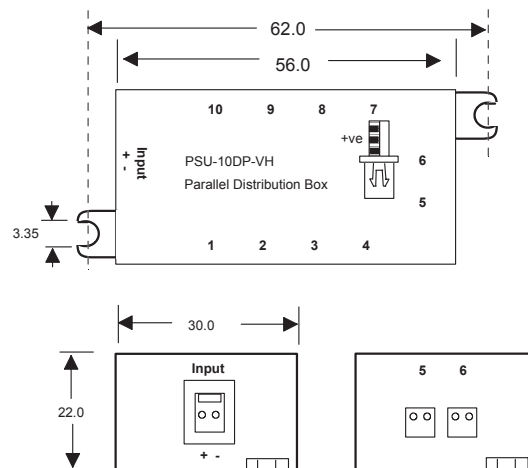 62.0
56.0
10 9 8 7
+ve
Input
+ -
PSU-10DP-VH
Parallel Distribution Box
6
5
3.35
1 2 3 4
30.0
22.0
Input
+ -
5 6